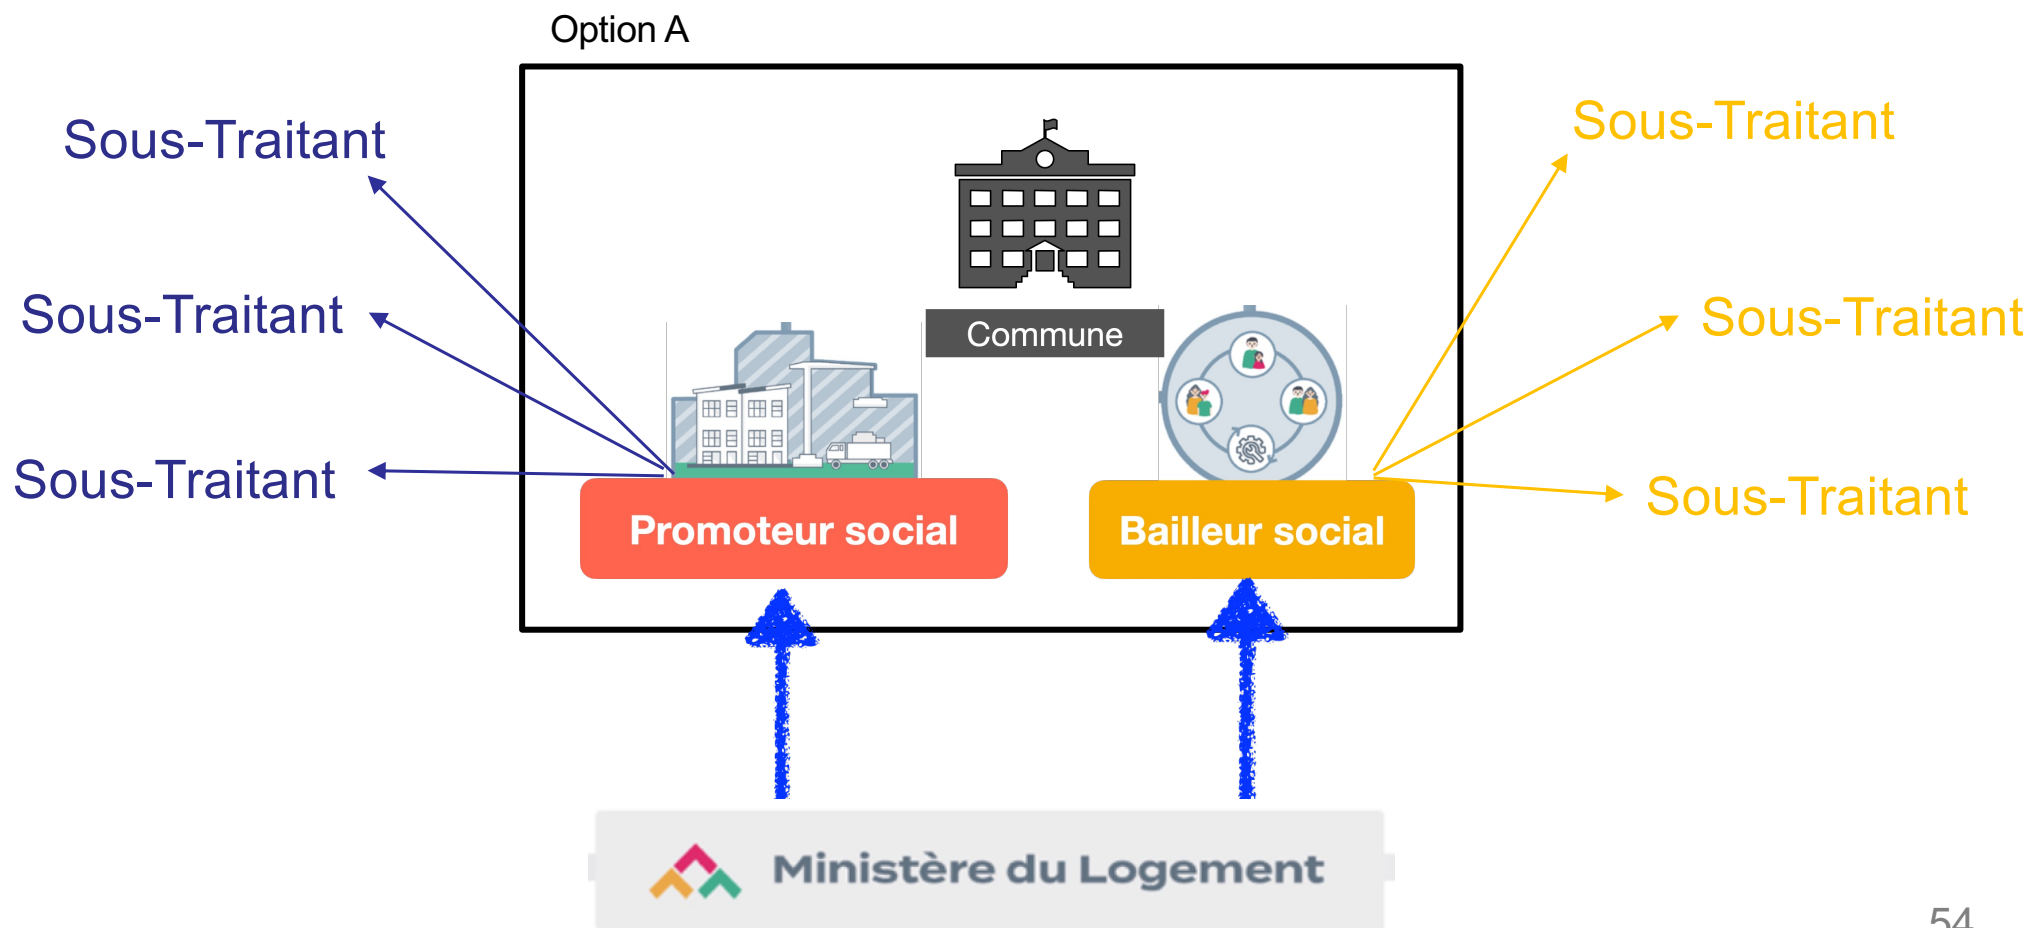 Option A
Sous-Traitant
Sous-Traitant
Sous-Traitant
Sous-Traitant
Sous-Traitant
Sous-Traitant
Commune
Promoteur social
Bailleur social
Ministère du Logement
54